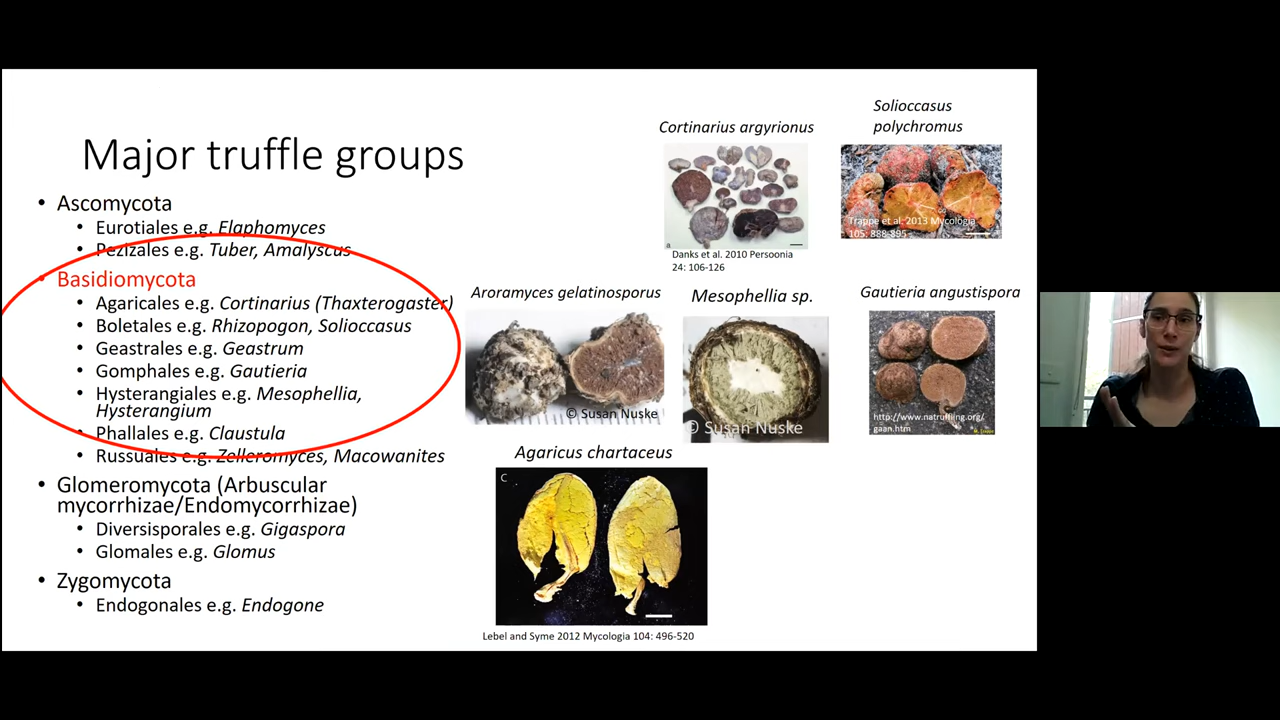 Major truffle groups
• Ascomycota
• Eurotiales e.g. Elaphomyces
• Pezizales e.g. Tuber, Amalyscus
• Basidiomycota
• Agaricales e.g. Cortinarius (Thaxterogaster)
• Boletales e.g. Rhizopogon, Solioccasus
• Geastrales e.g. Geastrum
• Gomphales e.g. Gautieria
• Hysterangiales e.g. Mesophellia,
Hysterangium
• Phallales e.g. Claustula
• Russuales e.g. Zelleromyces, Macowanites
• Glomeromycota (Arbuscular
mycorrhizae/Endomycorrhizae)
• Diversisporales e.g. Gigaspora
• Glomales e.g. Glomus
• Zygomycota
• Endogonales e.g. Endogone
Cortinarius argyrionus
a
Danks et al. 2010 Persoonia
24: 106-126
Solioccasus
polychromus
Trappe et al. 2013 Mycologia
105: 888-895
Aroramyces gelatinosporus
© Susan Nuske
Mesophellia sp.
© Susan Nuske
Gautieria angustispora
http://www.natruffling.org/
gaan.htm
Agaricus chartaceus
C
Lebel and Syme 2012 Mycologia 104: 496-520